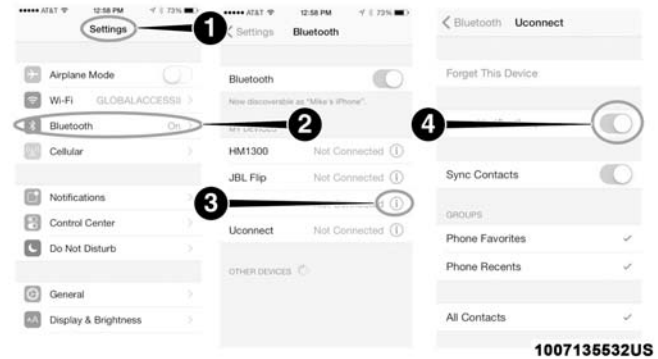 AT&T 12:58 PM 73%
Settings
1
Airplane Mode
Wi-Fi GLOBALACCESSII
Bluetooth On
Cellular
Notifications
Control Center
Do Not Disturb
General
Display & Brightness
AT&T 12:58 PM 73%
Settings Bluetooth
Bluetooth
Now discoverable as "Mike's iPhone".
2
MY DEVICES
HM1300 Not Connected
JBL Flip Not Connected
3
Uconnect Not Connected
OTHER DEVICES
Bluetooth Uconnect
Forget This Device
4
Sync Contacts
GROUPS
Phone Favorites
Phone Recents
All Contacts
1007135532US